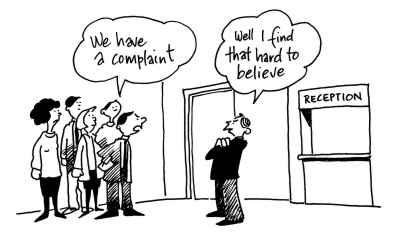 We have
a complaint
Well I find
that hard to
believe
RECEPTION